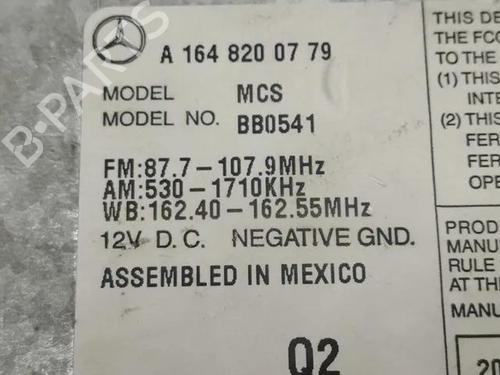 A 164 820 07 79
MODEL MCS
MODEL NO. BB0541
FM:87.7-107.9MHz
AM:530-1710KHz
WB:162.40-162.55MHz
12V D.C. NEGATIVE GND.
ASSEMBLED IN MEXICO
Q2
THIS DE
THE FCC
TO THE
(1) THIS
INTE
(2) THIS
FER
FER
OPE
PROD
MANU
RULE
AT THE
MANU
20
B-PARTS